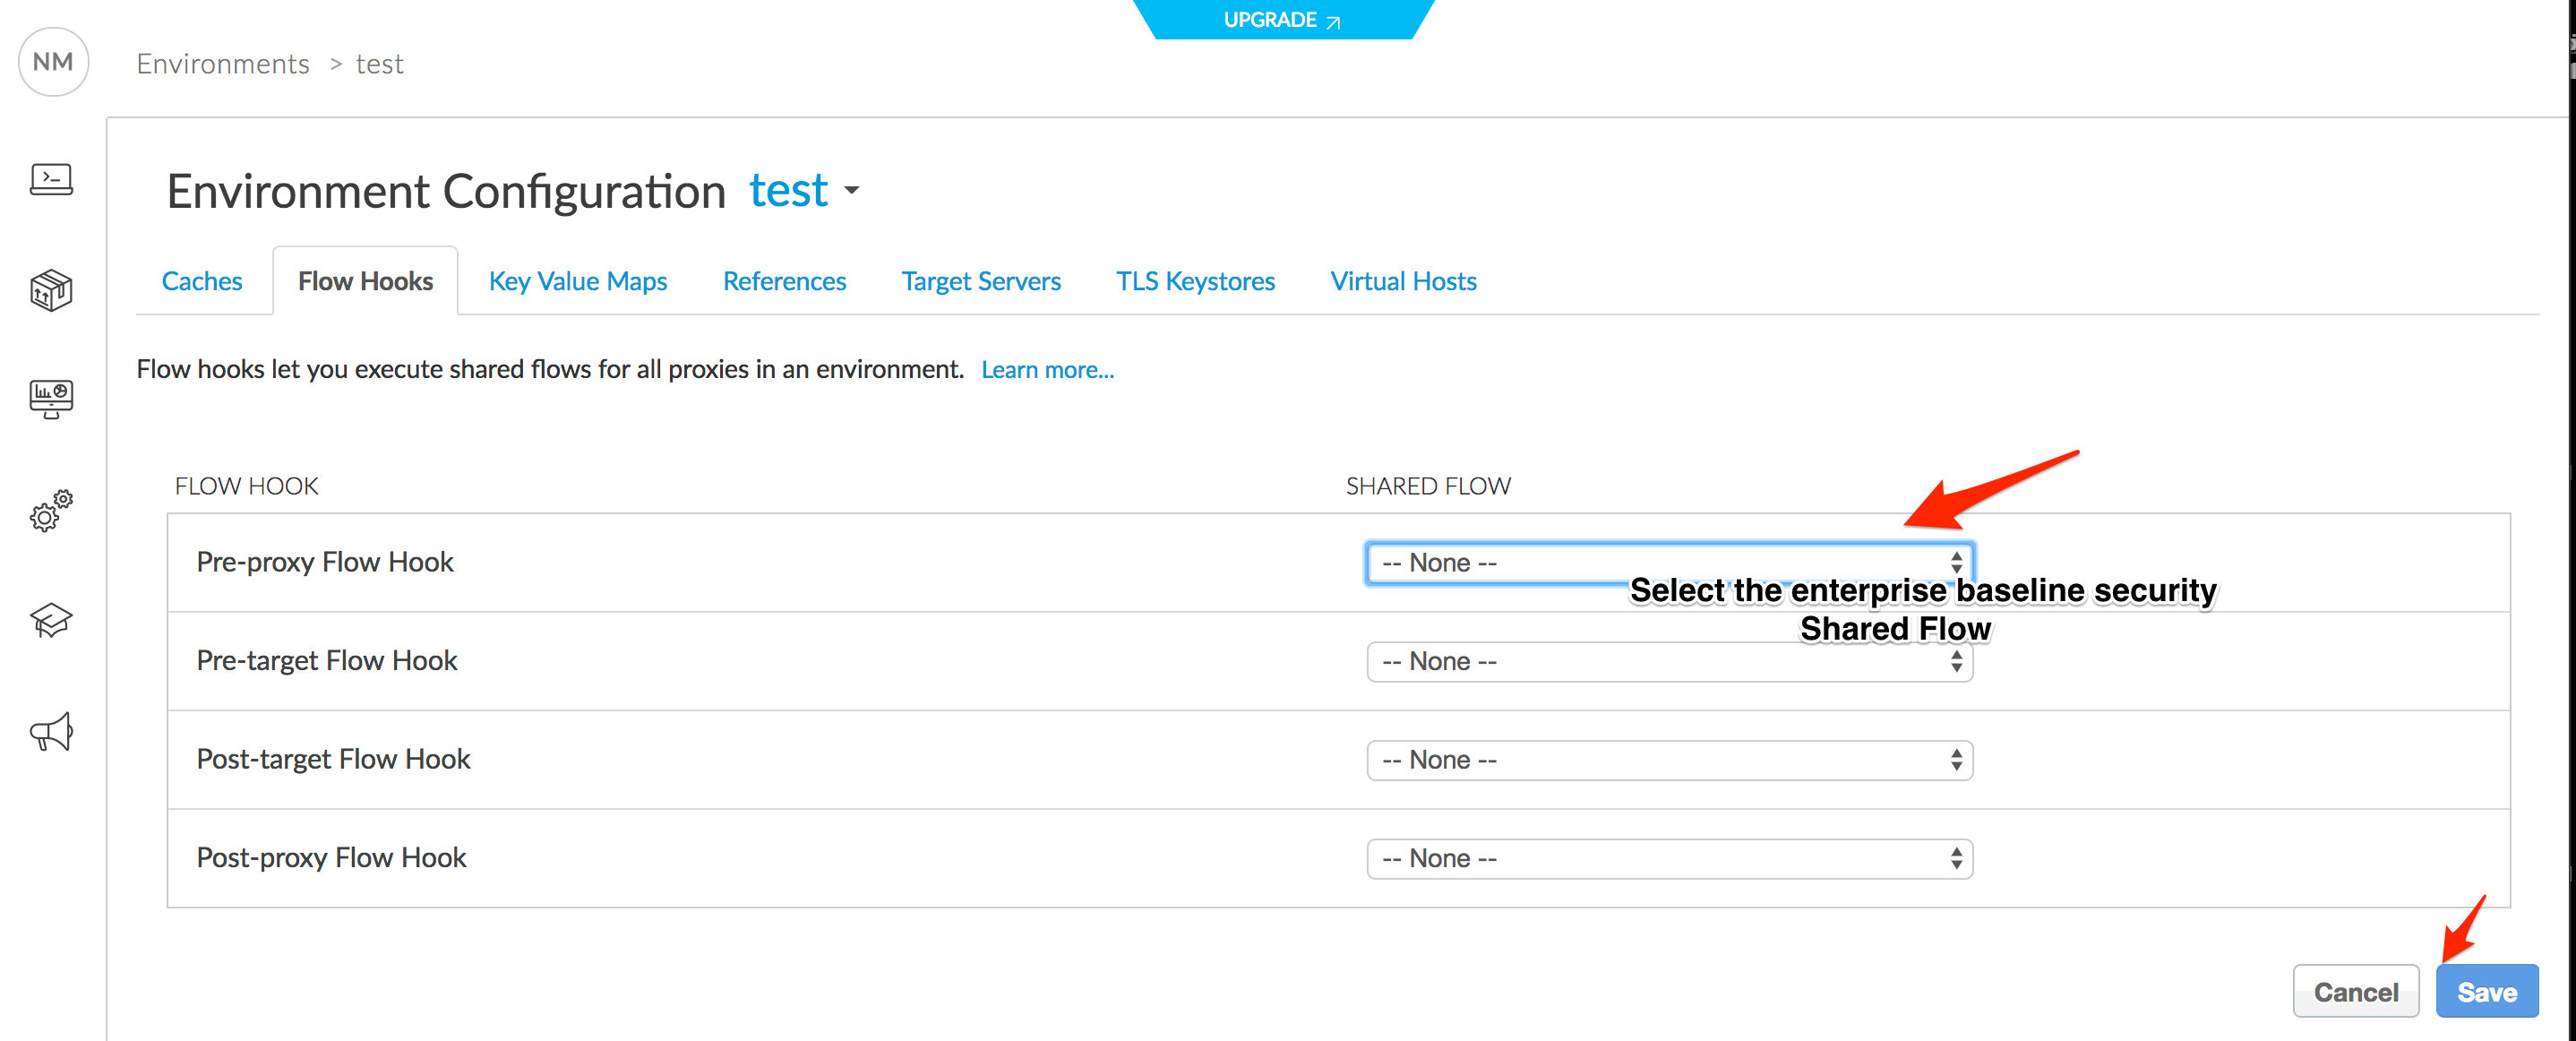 UPGRADE
NM
Environments > test
Environment Configuration test
Caches
Flow Hooks
Key Value Maps
References
Target Servers
TLS Keystores
Virtual Hosts
Flow hooks let you execute shared flows for all proxies in an environment. Learn more...
FLOW HOOK
SHARED FLOW
Pre-proxy Flow Hook
-- None --
Select the enterprise baseline security
Shared Flow
Pre-target Flow Hook
-- None --
Post-target Flow Hook
-- None --
Post-proxy Flow Hook
-- None --
Cancel
Save